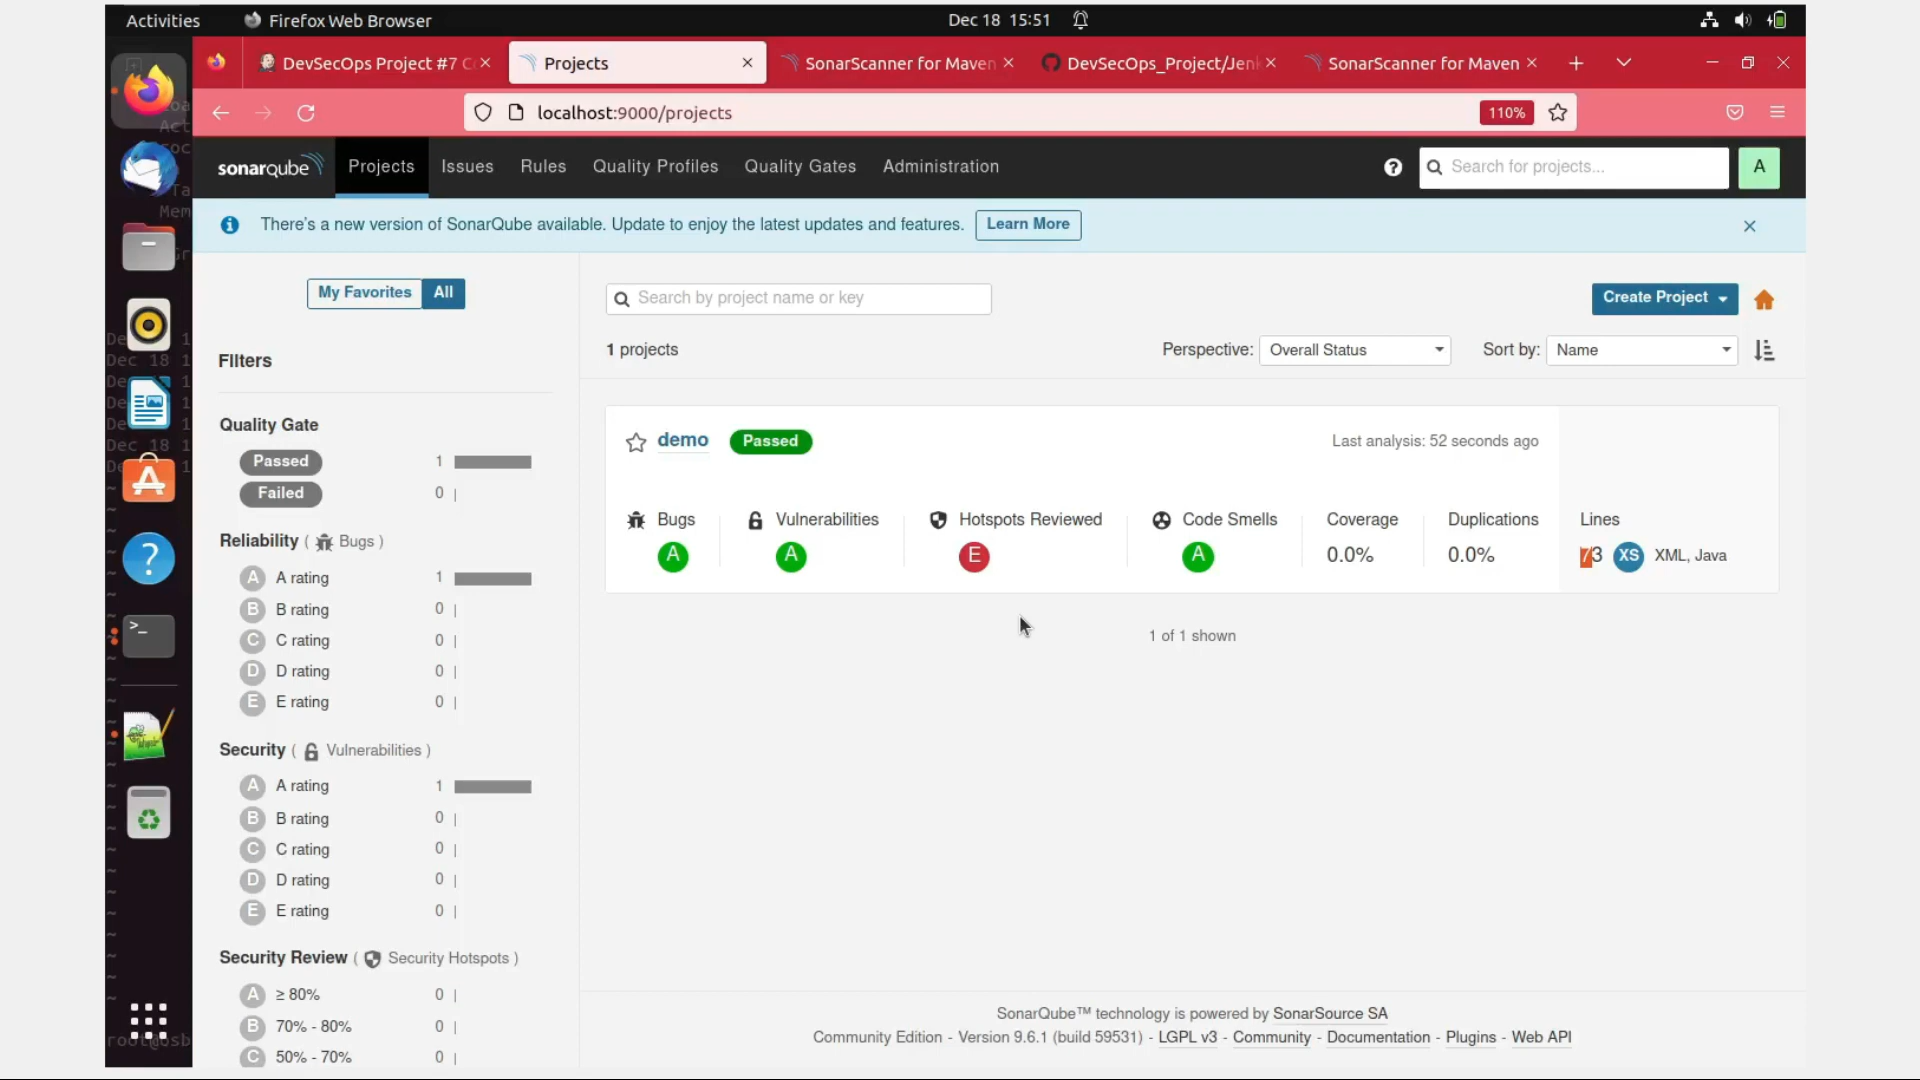 Activities
Firefox Web Browser
Dec 18 15:51
DevSecOps Project #7 C
Projects
SonarScanner for Maven
DevSecOps_Project/Jenk
SonarScanner for Maven
localhost:9000/projects
110%
sonarqube
Projects
Issues
Rules
Quality Profiles
Quality Gates
Administration
Search for projects...
A
There's a new version of SonarQube available. Update to enjoy the latest updates and features.
Learn More
My Favorites
All
Search by project name or key
Create Project
1 projects
Perspective:
Overall Status
Sort by:
Name
Filters
Quality Gate
Passed 1
Failed 0
Reliability ( Bugs )
A A rating 1
B B rating 0
C C rating 0
D D rating 0
E E rating 0
Security ( Vulnerabilities )
A A rating 1
B B rating 0
C C rating 0
D D rating 0
E E rating 0
Security Review ( Security Hotspots )
A ≥ 80% 0
B 70% - 80% 0
C 50% - 70% 0
demo
Passed
Last analysis: 52 seconds ago
Bugs
A
Vulnerabilities
A
Hotspots Reviewed
E
Code Smells
A
Coverage
0.0%
Duplications
0.0%
Lines
73 XS XML, Java
1 of 1 shown
SonarQube™ technology is powered by SonarSource SA
Community Edition - Version 9.6.1 (build 59531) - LGPL v3 - Community - Documentation - Plugins - Web API